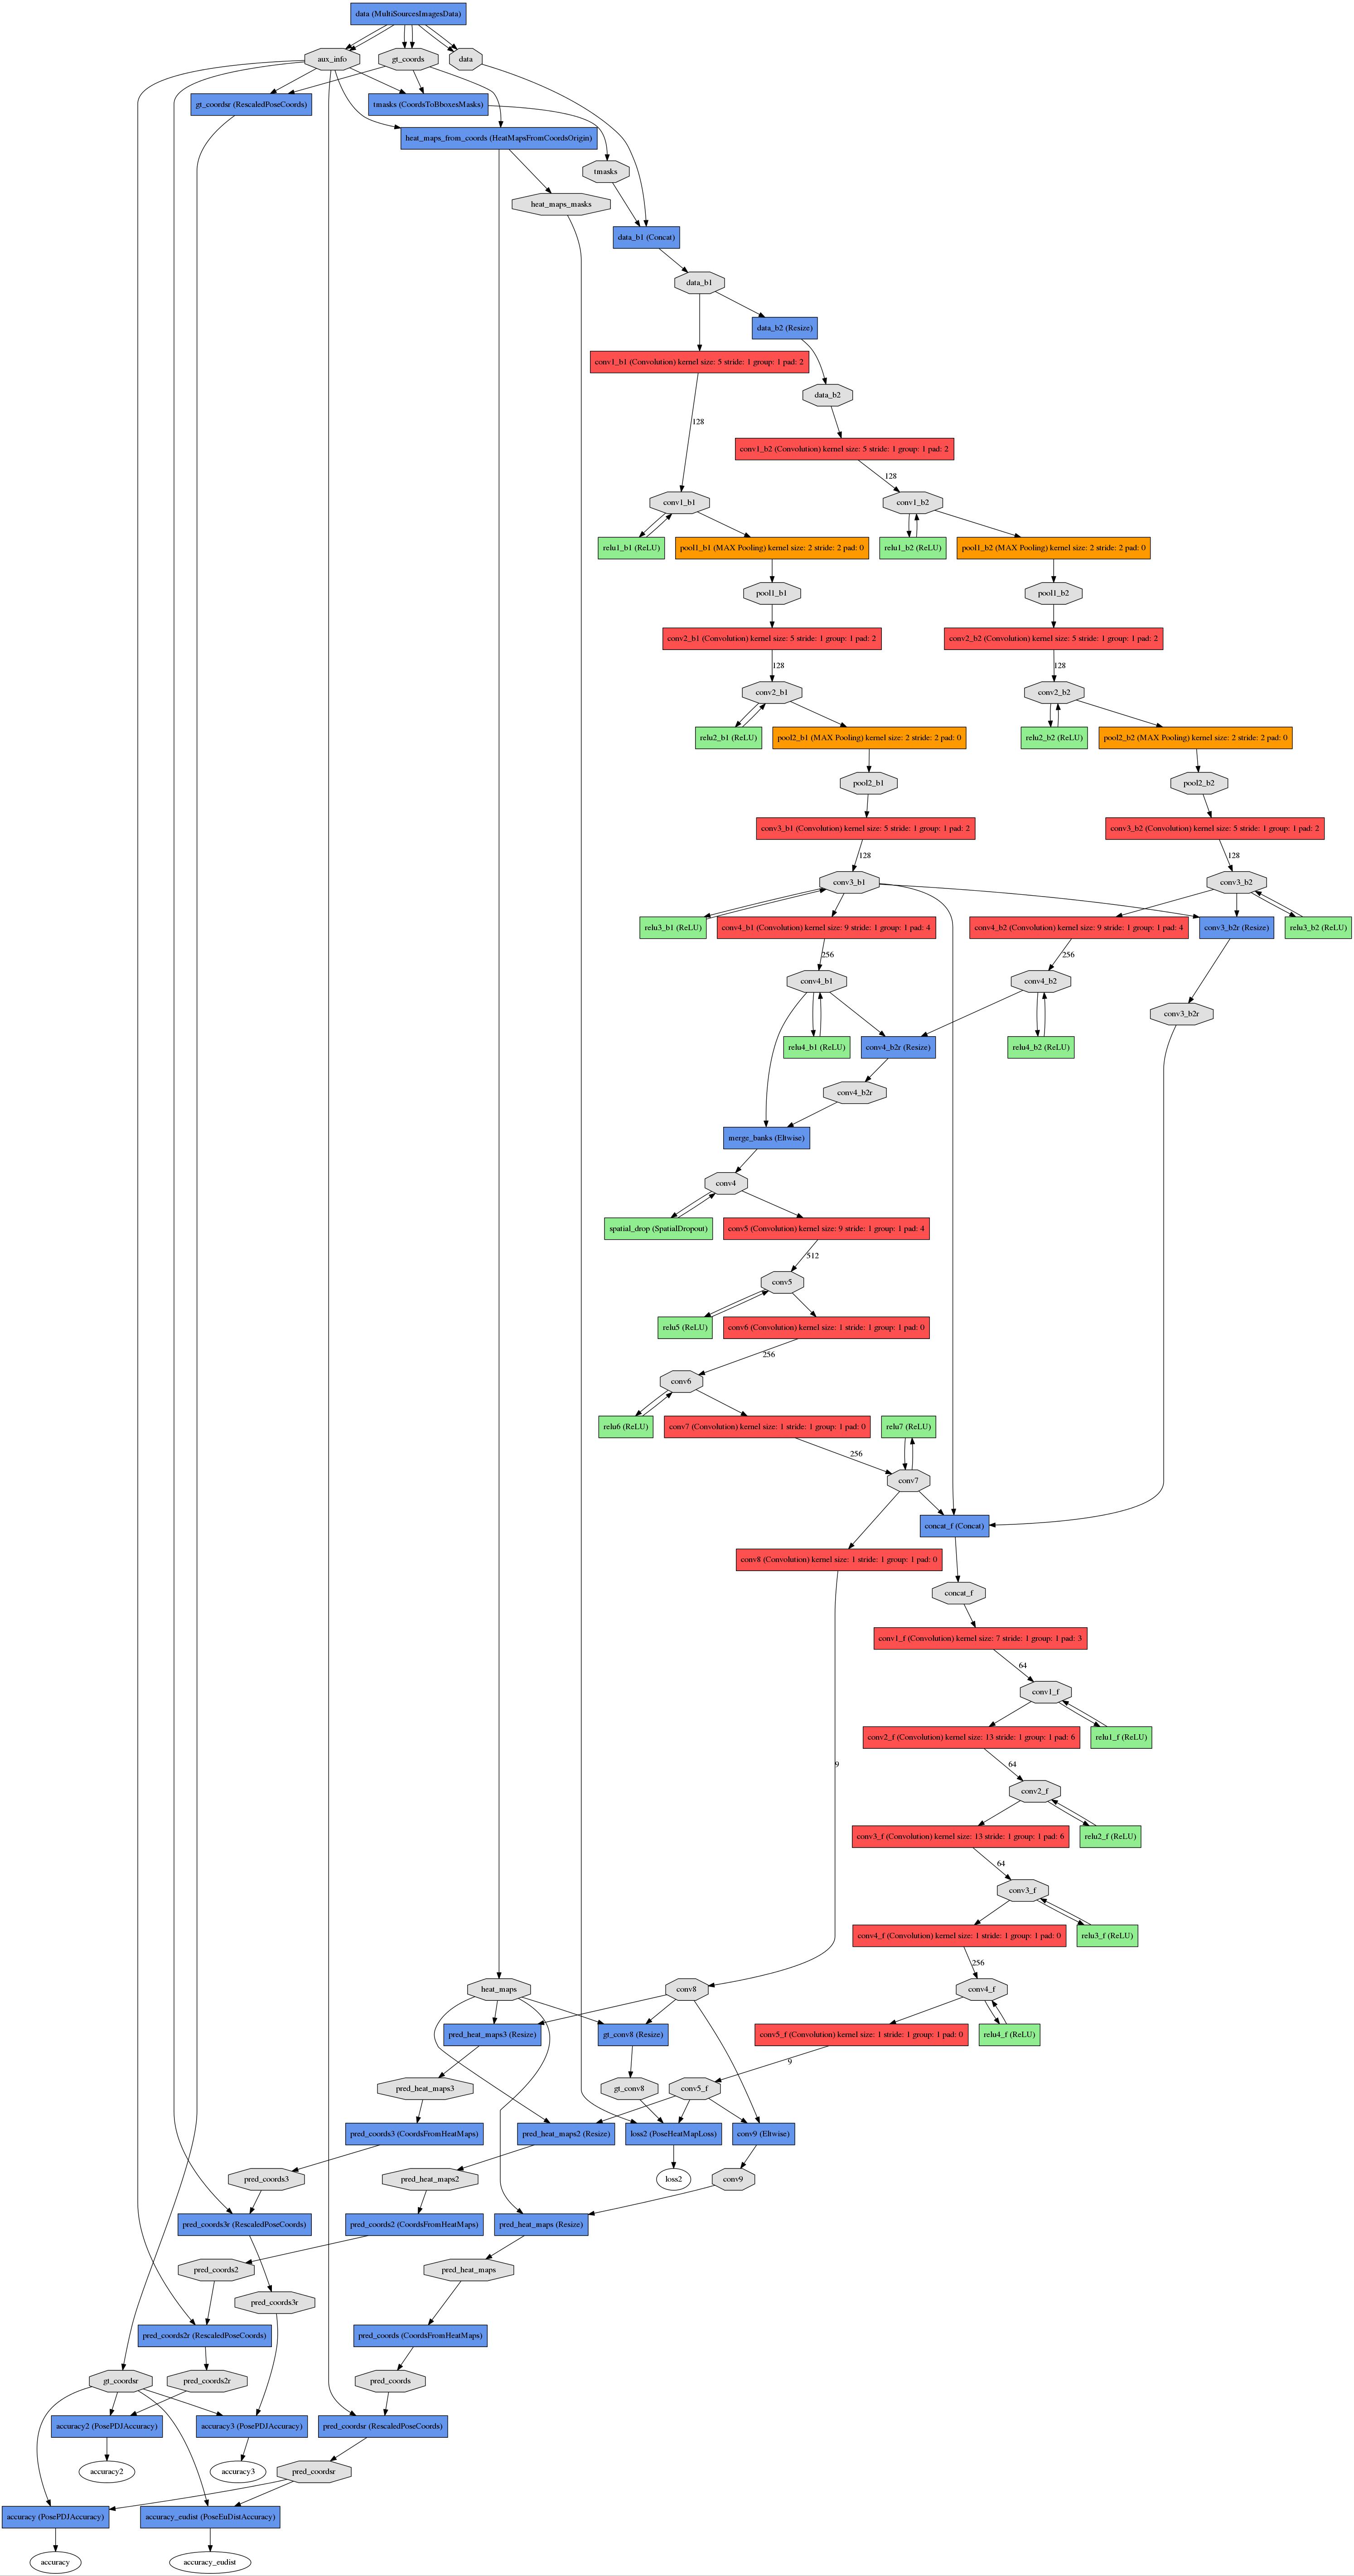 data (MultiSourcesImagesData)
aux_info
gt_coords
data
gt_coordsr (RescaledPoseCoords)
tmasks (CoordsToBboxesMasks)
heat_maps_from_coords (HeatMapsFromCoordsOrigin)
tmasks
heat_maps_masks
data_b1 (Concat)
data_b1
data_b2 (Resize)
conv1_b1 (Convolution) kernel size: 5 stride: 1 group: 1 pad: 2
data_b2
128
conv1_b2 (Convolution) kernel size: 5 stride: 1 group: 1 pad: 2
128
conv1_b1
conv1_b2
relu1_b1 (ReLU)
pool1_b1 (MAX Pooling) kernel size: 2 stride: 2 pad: 0
relu1_b2 (ReLU)
pool1_b2 (MAX Pooling) kernel size: 2 stride: 2 pad: 0
pool1_b1
pool1_b2
conv2_b1 (Convolution) kernel size: 5 stride: 1 group: 1 pad: 2
conv2_b2 (Convolution) kernel size: 5 stride: 1 group: 1 pad: 2
128
128
conv2_b1
conv2_b2
relu2_b1 (ReLU)
pool2_b1 (MAX Pooling) kernel size: 2 stride: 2 pad: 0
relu2_b2 (ReLU)
pool2_b2 (MAX Pooling) kernel size: 2 stride: 2 pad: 0
pool2_b1
pool2_b2
conv3_b1 (Convolution) kernel size: 5 stride: 1 group: 1 pad: 2
conv3_b2 (Convolution) kernel size: 5 stride: 1 group: 1 pad: 2
128
128
conv3_b1
conv3_b2
relu3_b1 (ReLU)
conv4_b1 (Convolution) kernel size: 9 stride: 1 group: 1 pad: 4
conv4_b2 (Convolution) kernel size: 9 stride: 1 group: 1 pad: 4
conv3_b2r (Resize)
relu3_b2 (ReLU)
256
256
conv4_b1
conv4_b2
conv3_b2r
relu4_b1 (ReLU)
conv4_b2r (Resize)
relu4_b2 (ReLU)
conv4_b2r
merge_banks (Eltwise)
conv4
spatial_drop (SpatialDropout)
conv5 (Convolution) kernel size: 9 stride: 1 group: 1 pad: 4
512
conv5
relu5 (ReLU)
conv6 (Convolution) kernel size: 1 stride: 1 group: 1 pad: 0
256
conv6
relu6 (ReLU)
conv7 (Convolution) kernel size: 1 stride: 1 group: 1 pad: 0
relu7 (ReLU)
256
conv7
concat_f (Concat)
conv8 (Convolution) kernel size: 1 stride: 1 group: 1 pad: 0
concat_f
conv1_f (Convolution) kernel size: 7 stride: 1 group: 1 pad: 3
64
conv1_f
conv2_f (Convolution) kernel size: 13 stride: 1 group: 1 pad: 6
relu1_f (ReLU)
9
64
conv2_f
conv3_f (Convolution) kernel size: 13 stride: 1 group: 1 pad: 6
relu2_f (ReLU)
64
conv3_f
conv4_f (Convolution) kernel size: 1 stride: 1 group: 1 pad: 0
relu3_f (ReLU)
256
heat_maps
conv8
conv4_f
pred_heat_maps3 (Resize)
gt_conv8 (Resize)
conv5_f (Convolution) kernel size: 1 stride: 1 group: 1 pad: 0
relu4_f (ReLU)
9
pred_heat_maps3
gt_conv8
conv5_f
pred_coords3 (CoordsFromHeatMaps)
pred_heat_maps2 (Resize)
loss2 (PoseHeatMapLoss)
conv9 (Eltwise)
pred_coords3
pred_heat_maps2
loss2
conv9
pred_coords3r (RescaledPoseCoords)
pred_coords2 (CoordsFromHeatMaps)
pred_heat_maps (Resize)
pred_coords2
pred_heat_maps
pred_coords3r
pred_coords2r (RescaledPoseCoords)
pred_coords (CoordsFromHeatMaps)
gt_coordsr
pred_coords2r
pred_coords
accuracy2 (PosePDJAccuracy)
accuracy3 (PosePDJAccuracy)
pred_coordsr (RescaledPoseCoords)
accuracy2
accuracy3
pred_coordsr
accuracy (PosePDJAccuracy)
accuracy_eudist (PoseEuDistAccuracy)
accuracy
accuracy_eudist